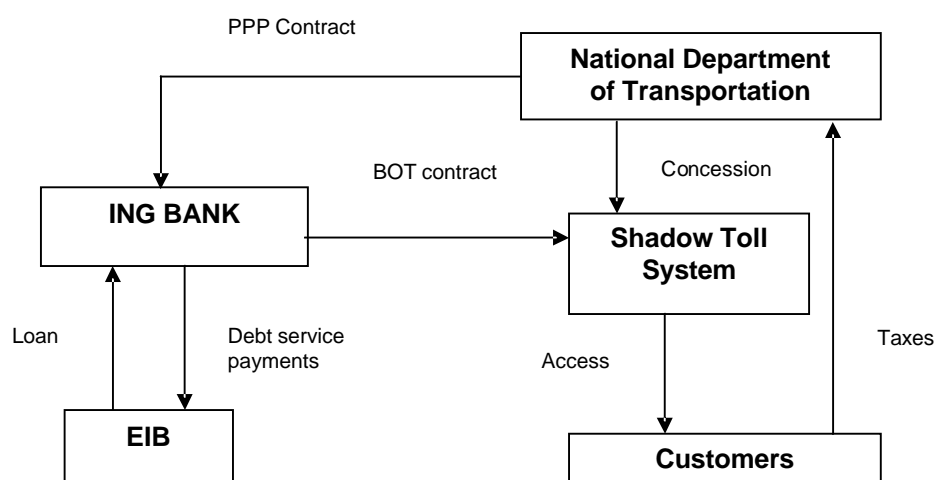 PPP Contract
National Department
of Transportation
BOT contract
Concession
ING BANK
Shadow Toll
System
Loan
Debt service
payments
Access
Taxes
EIB
Customers